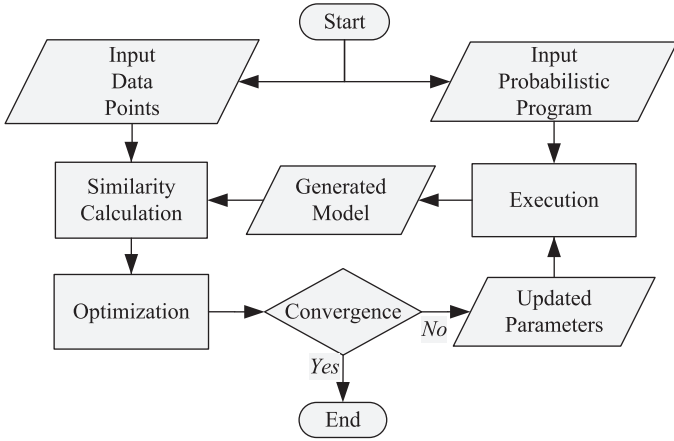 Start
Input
Data
Points
Input
Probabilistic
Program
Similarity
Calculation
Generated
Model
Execution
Optimization
Convergence
No
Updated
Parameters
Yes
End